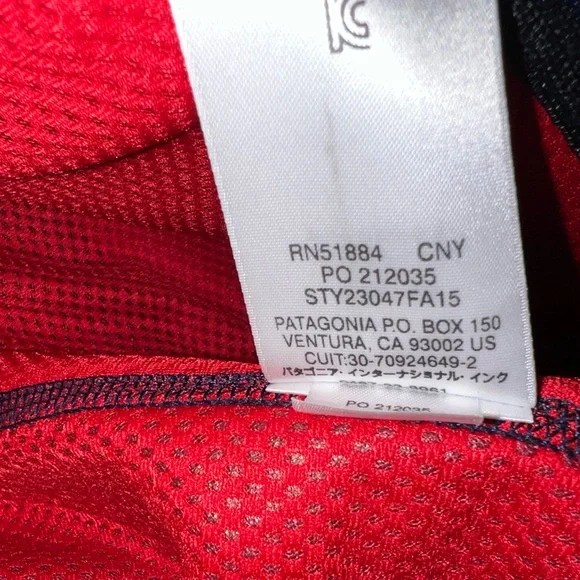 RN51884 CNY
PO 212035
STY23047FA15
PATAGONIA P.O. BOX 150
VENTURA, CA 93002 US
CUIT:30-70924649-2
パタゴニア・インターナショナル・インク
PO 212035